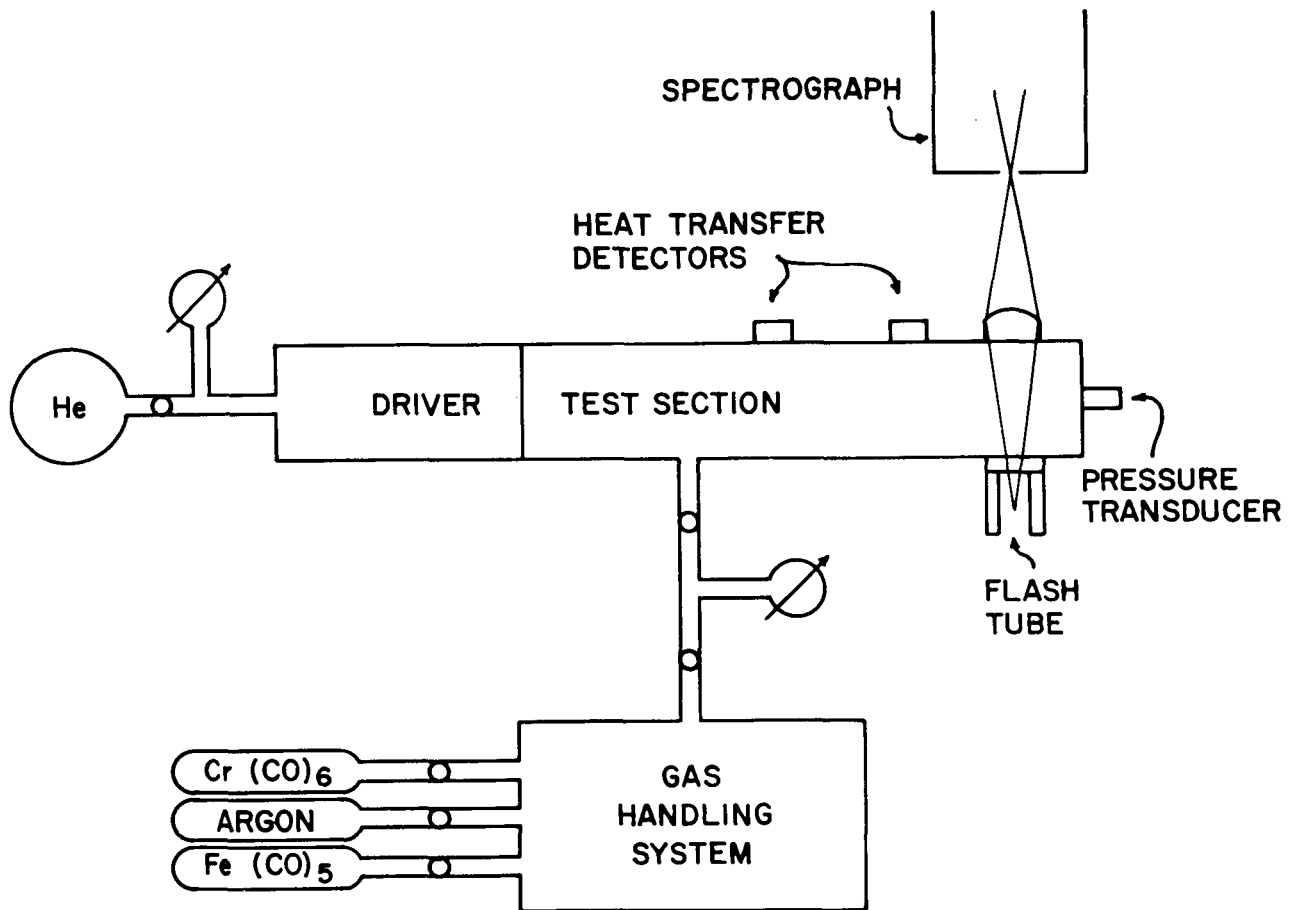 SPECTROGRAPH
HEAT TRANSFER
DETECTORS
He
DRIVER
TEST SECTION
PRESSURE
TRANSDUCER
FLASH
TUBE
Cr (CO)6
ARGON
Fe (CO)5
GAS
HANDLING
SYSTEM